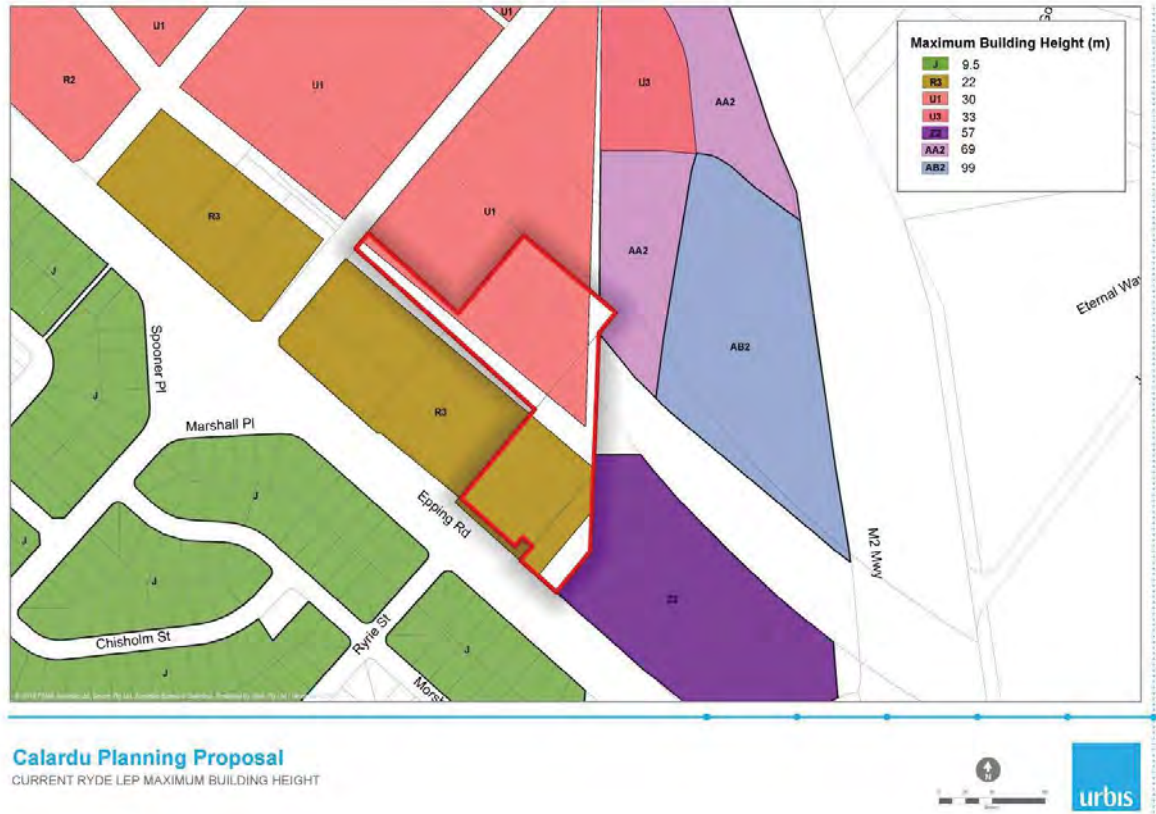 U1
U1
R2
U1
U3
AA2
Maximum Building Height (m)
J 9.5
R3 22
U1 30
U3 33
Z2 57
AA2 69
AB2 99
R3
U1
AA2
J
AB2
Eternal Wa
Spooner Pl
J
R3
Marshall Pl
J
Epping Rd
M2 Mwy
J
J
Z2
Chisholm St
Ryrie St
J
J
Mors
Calardu Planning Proposal
CURRENT RYDE LEP MAXIMUM BUILDING HEIGHT
N
urbis